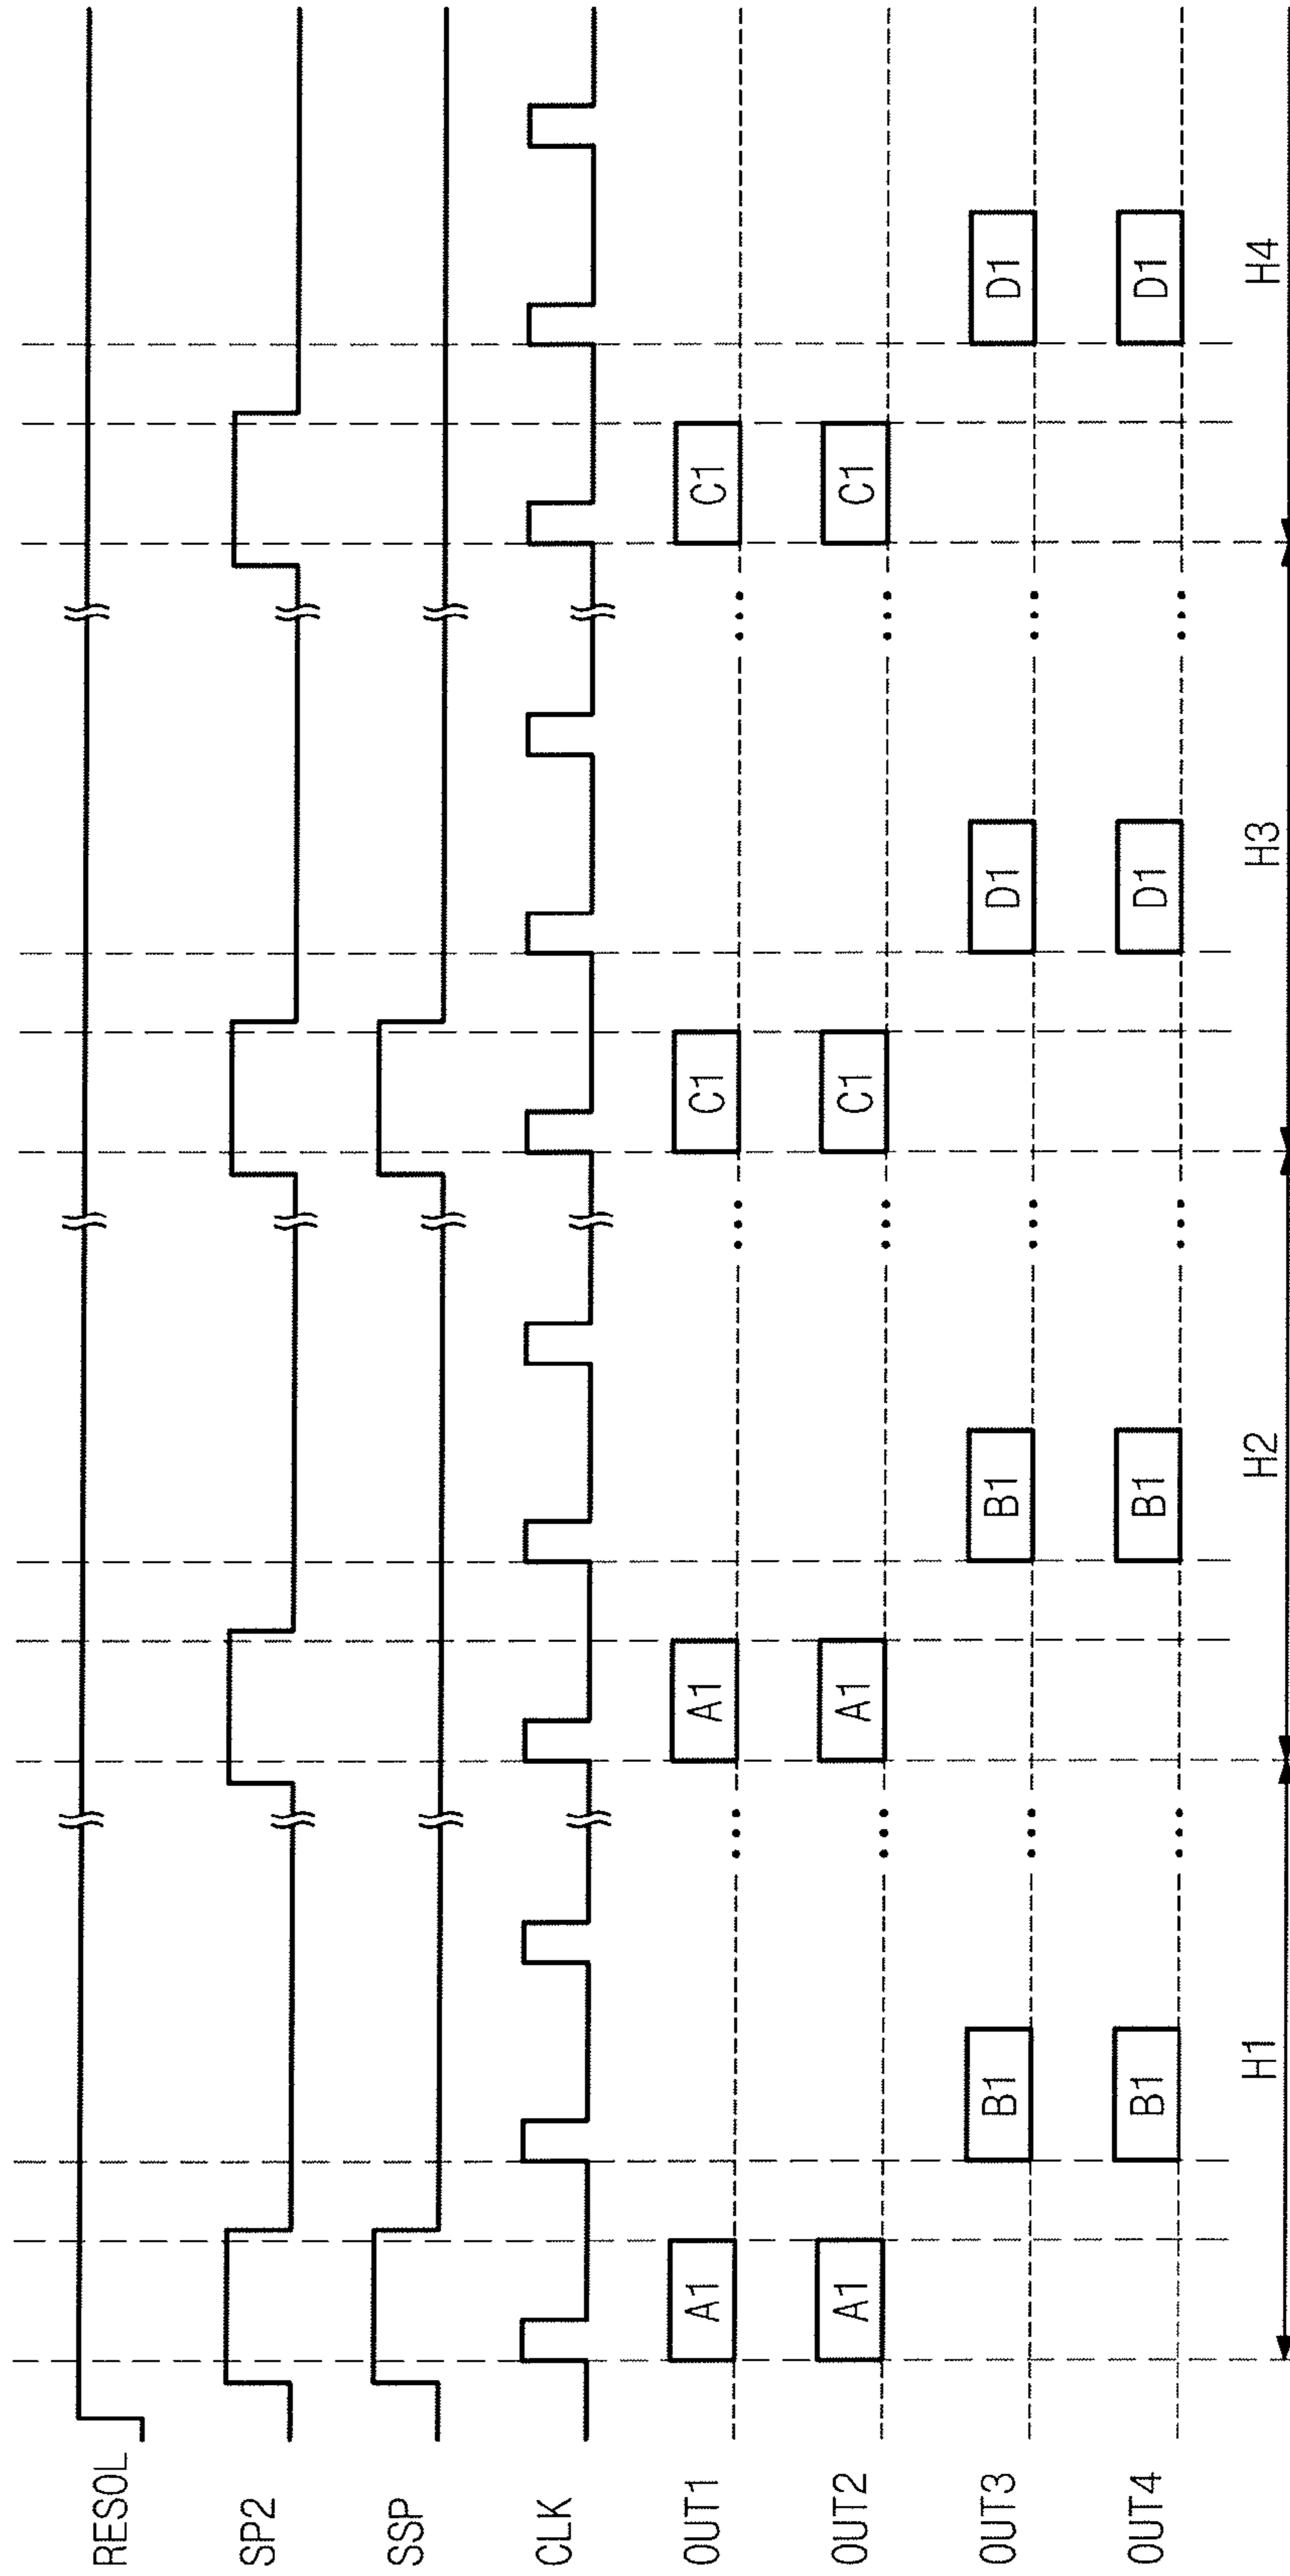 RESOL
SP2
SSP
CLK
OUT1 A1 A1 C1 C1
OUT2 A1 A1 C1 C1
OUT3 B1 B1 D1 D1
OUT4 B1 B1 D1 D1
H1 H2 H3 H4